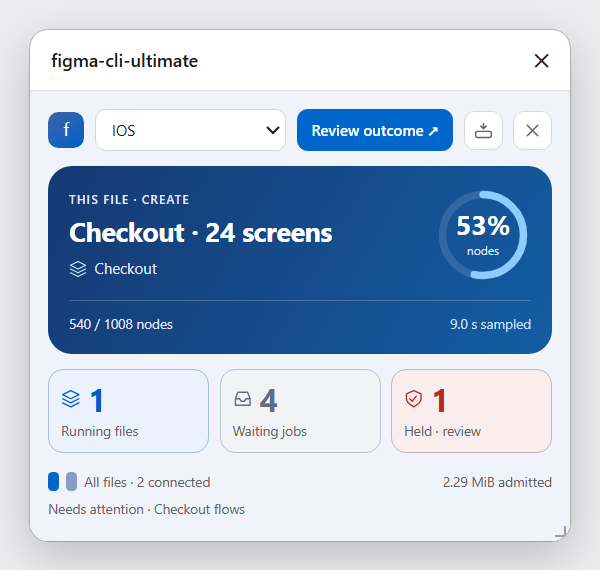 figma-cli-ultimate
f
IOS
Review outcome ↗
THIS FILE · CREATE
Checkout · 24 screens
Checkout
53%
nodes
540 / 1008 nodes
9.0 s sampled
1
Running files
4
Waiting jobs
1
Held · review
All files · 2 connected
2.29 MiB admitted
Needs attention · Checkout flows